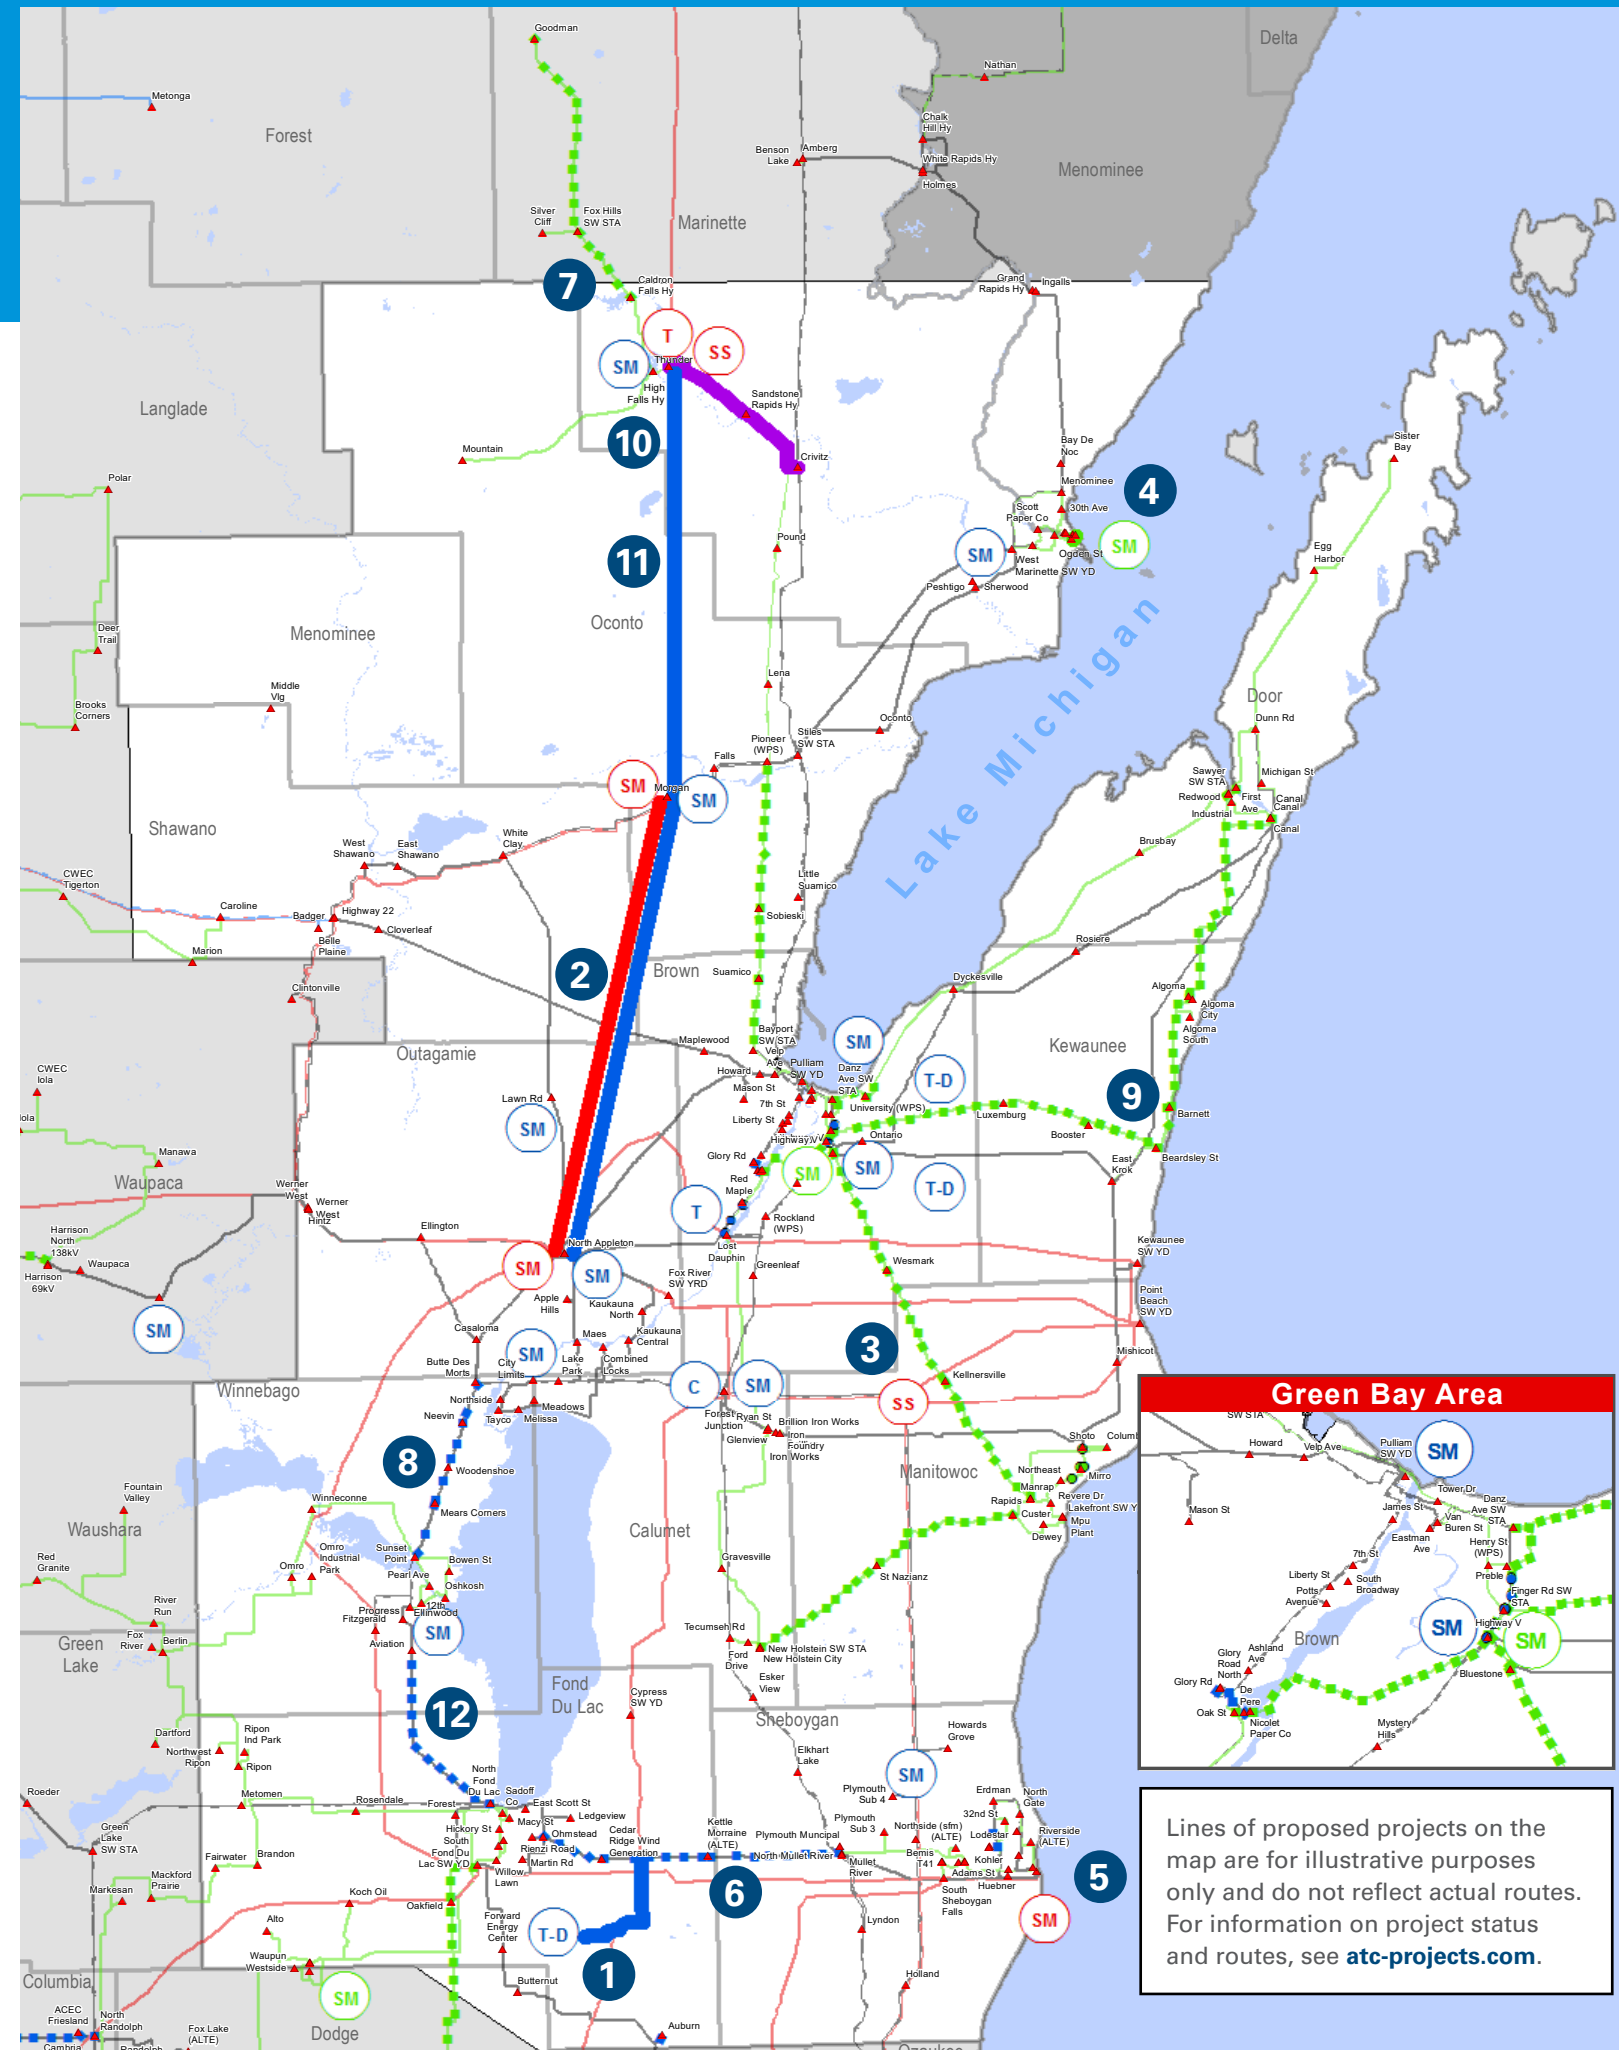 Goodman
Delta
Nathan
Metonga
Forest
Chalk
Hill Hy
Benson
Lake
Amberg
White Rapids Hy
Holmes
Menominee
Silver
Cliff
Fox Hills
SW STA
Marinette
7
Caldron
Falls Hy
Grand
Rapids Hy
Ingalls
T
SS
SM
Thunder
High
Falls Hy
Sandstone
Rapids Hy
Langlade
10
Mountain
Crivitz
Bay De
Noc
Sister
Bay
Polar
Menominee
4
Scott
Paper Co
30th Ave
SM
Ogden St
SM
Pound
11
West
Marinette SW YD
Peshtigo
Sherwood
Egg
Harbor
Deer
Trail
Menominee
Oconto
Lake Michigan
Middle
Vlg
Brooks
Corners
Lena
Door
Oconto
Dunn Rd
Pioneer
(WPS)
Stiles
SW STA
Falls
SM
Morgan
SM
Sawyer
SW STA
Michigan St
Redwood
First
Ave
Canal
Canal
Industrial
Canal
Shawano
West
Shawano
East
Shawano
White
Clay
Brusbay
CWEC
Tigerton
Little
Suamico
Caroline
Badger
Highway 22
Sobieski
Cloverleaf
Belle
Plaine
Marion
Rosiere
2
Brown
Suamico
Dyckesville
Clintonville
Algoma
Algoma
City
Algoma
South
Outagamie
Maplewood
Bayport
SW STA
Velp
Ave
SM
Kewaunee
CWEC
Iola
Howard
Pulliam
SW YD
Danz
Ave SW
STA
T-D
Mason St
9
Lawn Rd
7th St
University (WPS)
Luxemburg
Barnett
Iola
SM
Liberty St
Booster
Highway V
Ontario
Manawa
Glory Rd
SM
SM
East
Krok
Beardsley St
Waupaca
Red
Maple
T-D
Werner
West
Werner
West
Hintz
T
Rockland
(WPS)
Harrison
North
138kV
Ellington
North Appleton
Lost
Dauphin
Kewaunee
SW YD
Waupaca
Harrison
69kV
SM
SM
Greenleaf
Wesmark
Fox River
SW YRD
Point
Beach
SW YD
Apple
Hills
Kaukauna
North
SM
Casaloma
Maes
Kaukauna
Central
3
SM
Butte Des
Morts
City
Limits
Lake
Park
Combined
Locks
Mishicot
Winnebago
C
SM
Kellnersville
Northside
Meadows
Tayco
Melissa
SS
Neevin
Forest
Junction
Ryan St
Brillion Iron Works
Glenview
Iron
Foundry
Iron Works
Shoto
8
Woodenshoe
Manitowoc
Northeast
Mirro
Fountain
Valley
Winneconne
Mears Corners
Manrap
Rapids
Revere Dr
Lakefront SW Y
Waushara
Calumet
Custer
Mpu
Plant
Dewey
Red
Granite
Omro
Industrial
Park
Omro
Sunset
Point
Bowen St
Gravesville
St Nazianz
Pearl Ave
Oshkosh
River
Run
12th
Progress
Fitzgerald
Ellinwood
SM
Fox
River
Berlin
Aviation
Green
Lake
Tecumseh Rd
New Holstein SW STA
New Holstein City
Ford
Drive
Esker
View
12
Fond
Du Lac
Cypress
SW YD
Sheboygan
Dartford
Ripon
Ind Park
Northwest
Ripon
Ripon
Howards
Grove
Elkhart
Lake
SM
North
Fond
Du Lac
Roeder
Metomen
Rosendale
Forest
Sadoff
Co
East Scott St
Ledgeview
Plymouth
Sub 4
Erdman
North
Gate
Green
Lake
SW STA
Macy St
Hickory St
Ohmstead
Cedar
Ridge Wind
Generation
Kettle
Morraine
(ALTE)
Plymouth Muncipal
Plymouth
Sub 3
Northside (sfm)
(ALTE)
32nd St
Lodestar
Riverside
(ALTE)
South
Fond Du
Lac SW YD
Rienzi Road
Martin Rd
North Mullet River
Mullet
River
Bemis
T41
Kohler
Adams St
Huebner
Fairwater
Brandon
Willow
Lawn
Mackford
Prairie
Markesan
Koch Oil
Oakfield
6
5
South
Sheboygan
Falls
Alto
Forward
Energy
Center
T-D
Lyndon
SM
Waupun
Westside
1
Columbia
Butternut
Holland
SM
ACEC
Friesland
North
Randolph
Fox Lake
(ALTE)
Dodge
Auburn
Cambria
Randolph
Ozaukee
Green Bay Area
SW STA
Howard
Velp Ave
Pulliam
SW YD
SM
Tower Dr
Mason St
James St
Danz
Ave SW
STA
Van
Buren St
Eastman
Ave
Henry St
(WPS)
7th St
Liberty St
South
Broadway
Preble
Potts
Avenue
Finger Rd SW
STA
SM
Highway V
SM
Brown
Ashland
Ave
Glory
Road
North
Bluestone
Glory Rd
De
Pere
Oak St
Nicolet
Paper Co
Mystery
Hills
Lines of proposed projects on the
map are for illustrative purposes
only and do not reflect actual routes.
For information on project status
and routes, see atc-projects.com.